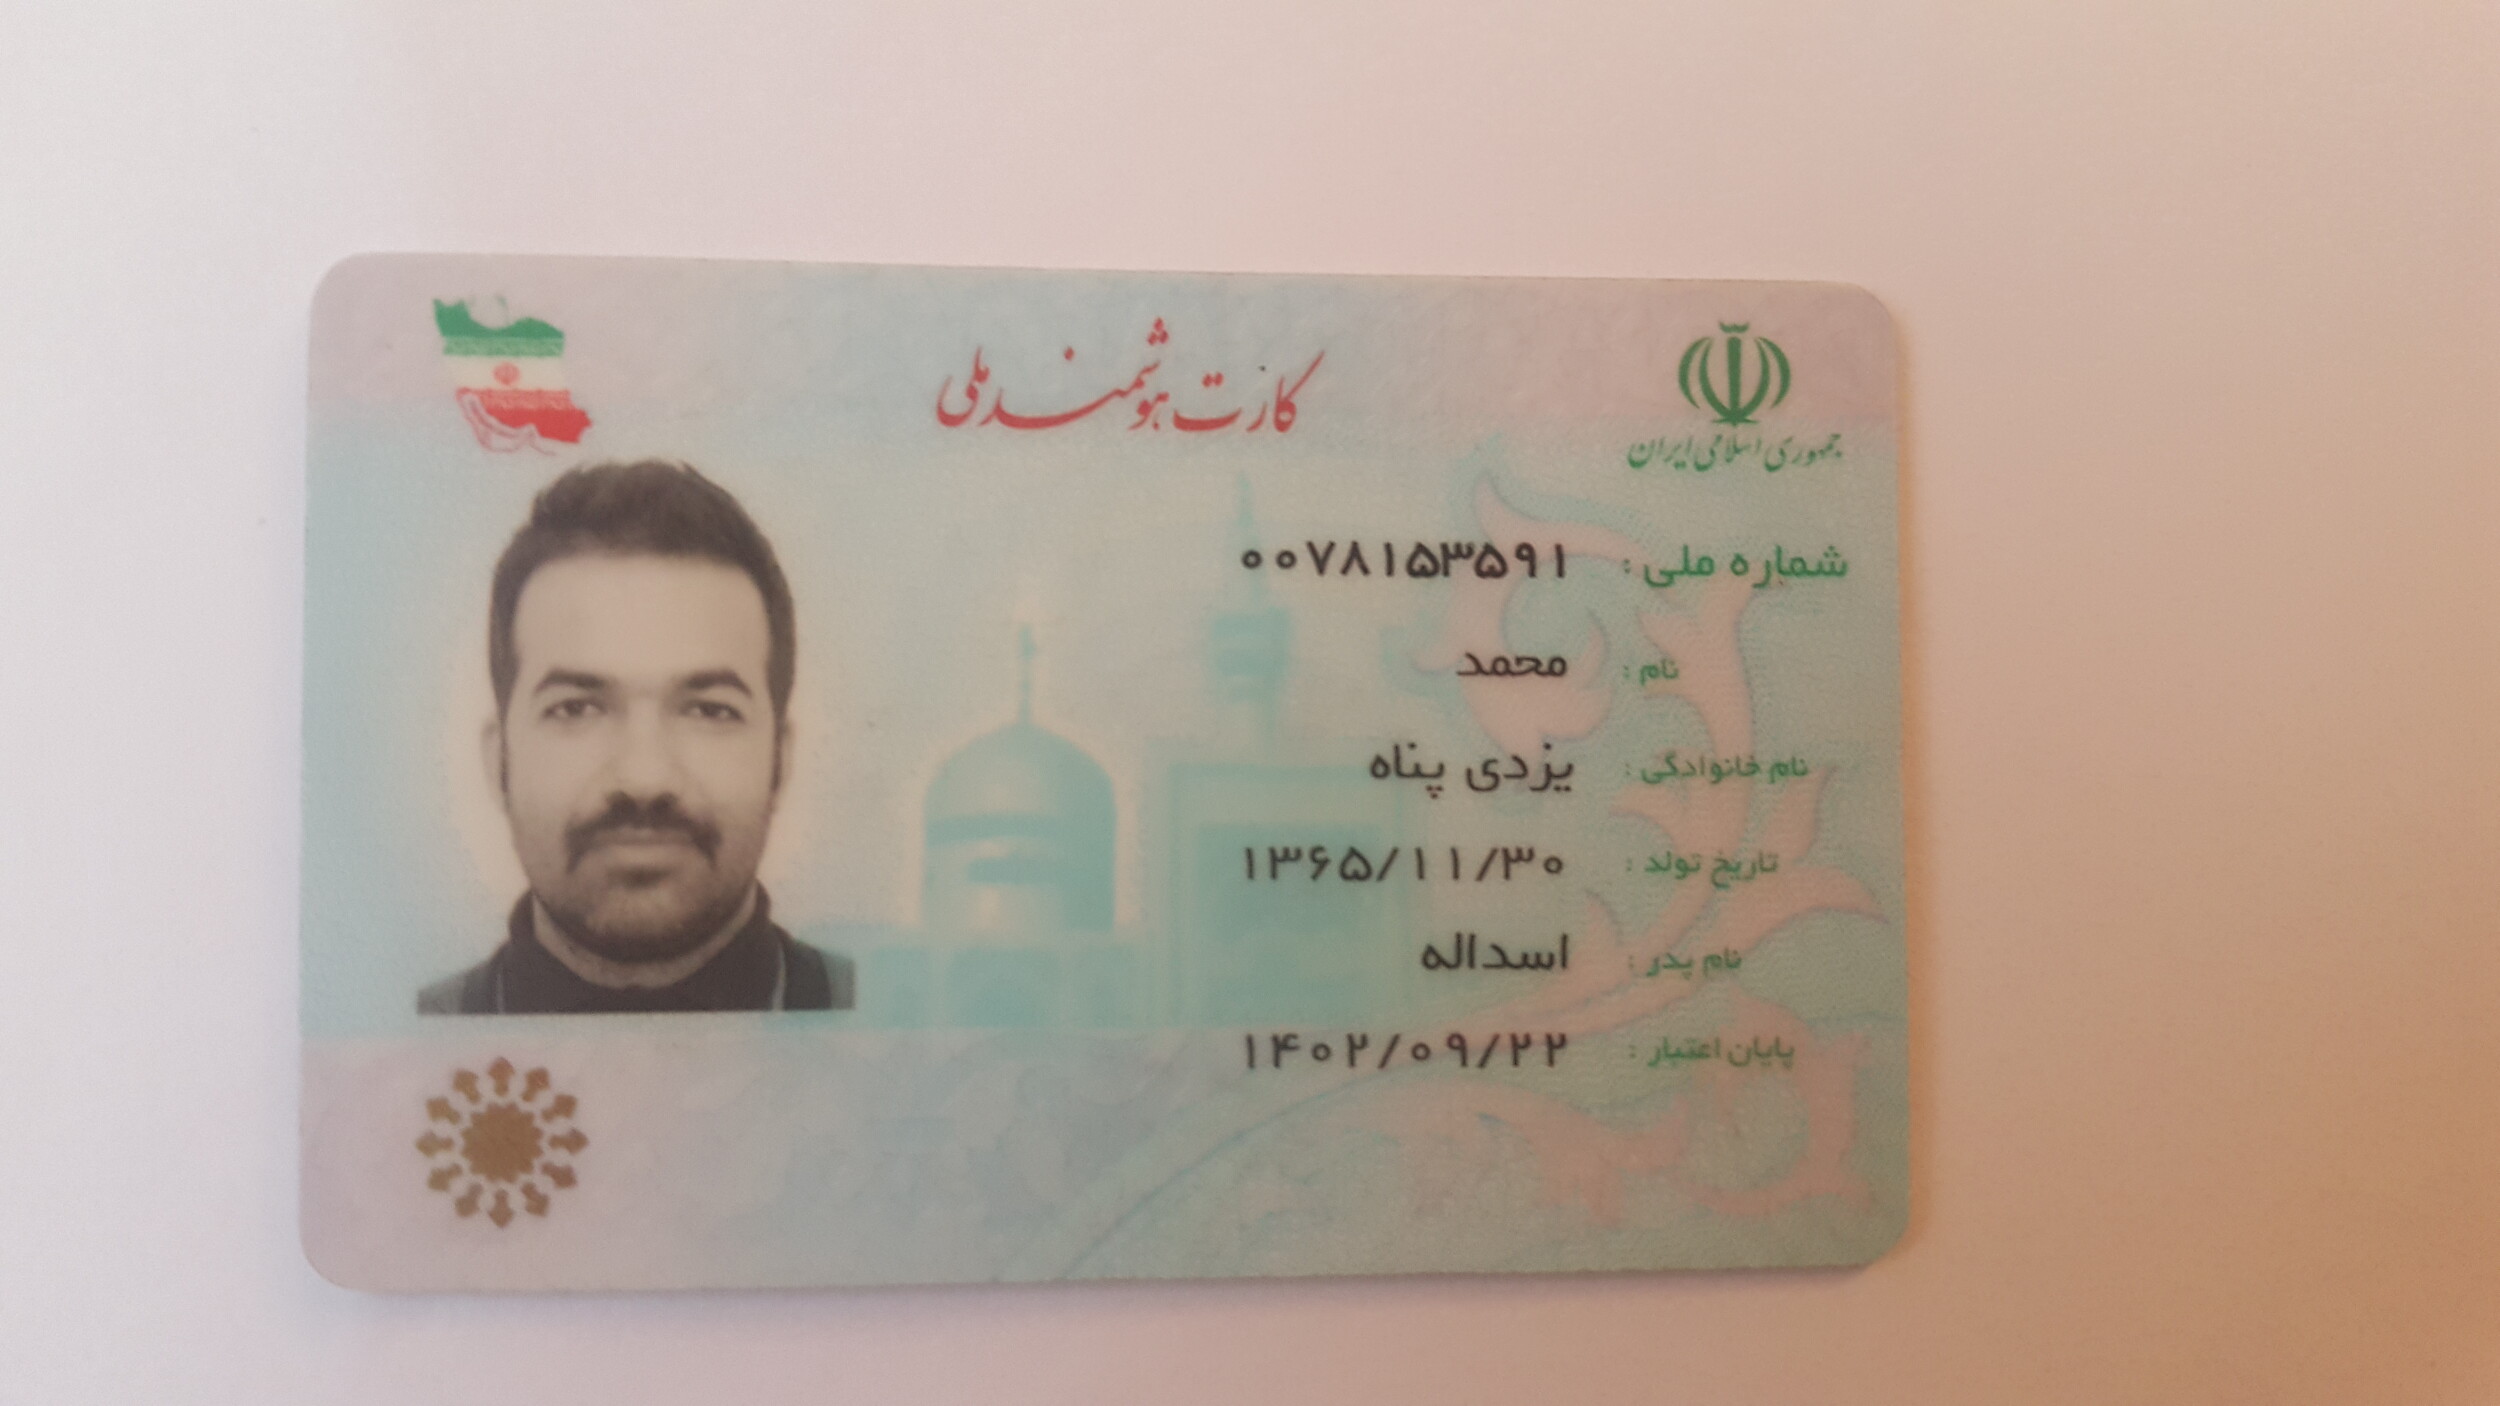 کارت هوشمند ملی
جمهوری اسلامی ایران
شماره ملی : ۰۰۷۸۱۵۳۵۹۱
نام : محمد
نام خانوادگی : یزدی پناه
تاریخ تولد : ۱۳۶۵/۱۱/۳۰
نام پدر : اسداله
پایان اعتبار : ۱۴۰۲/۰۹/۲۲